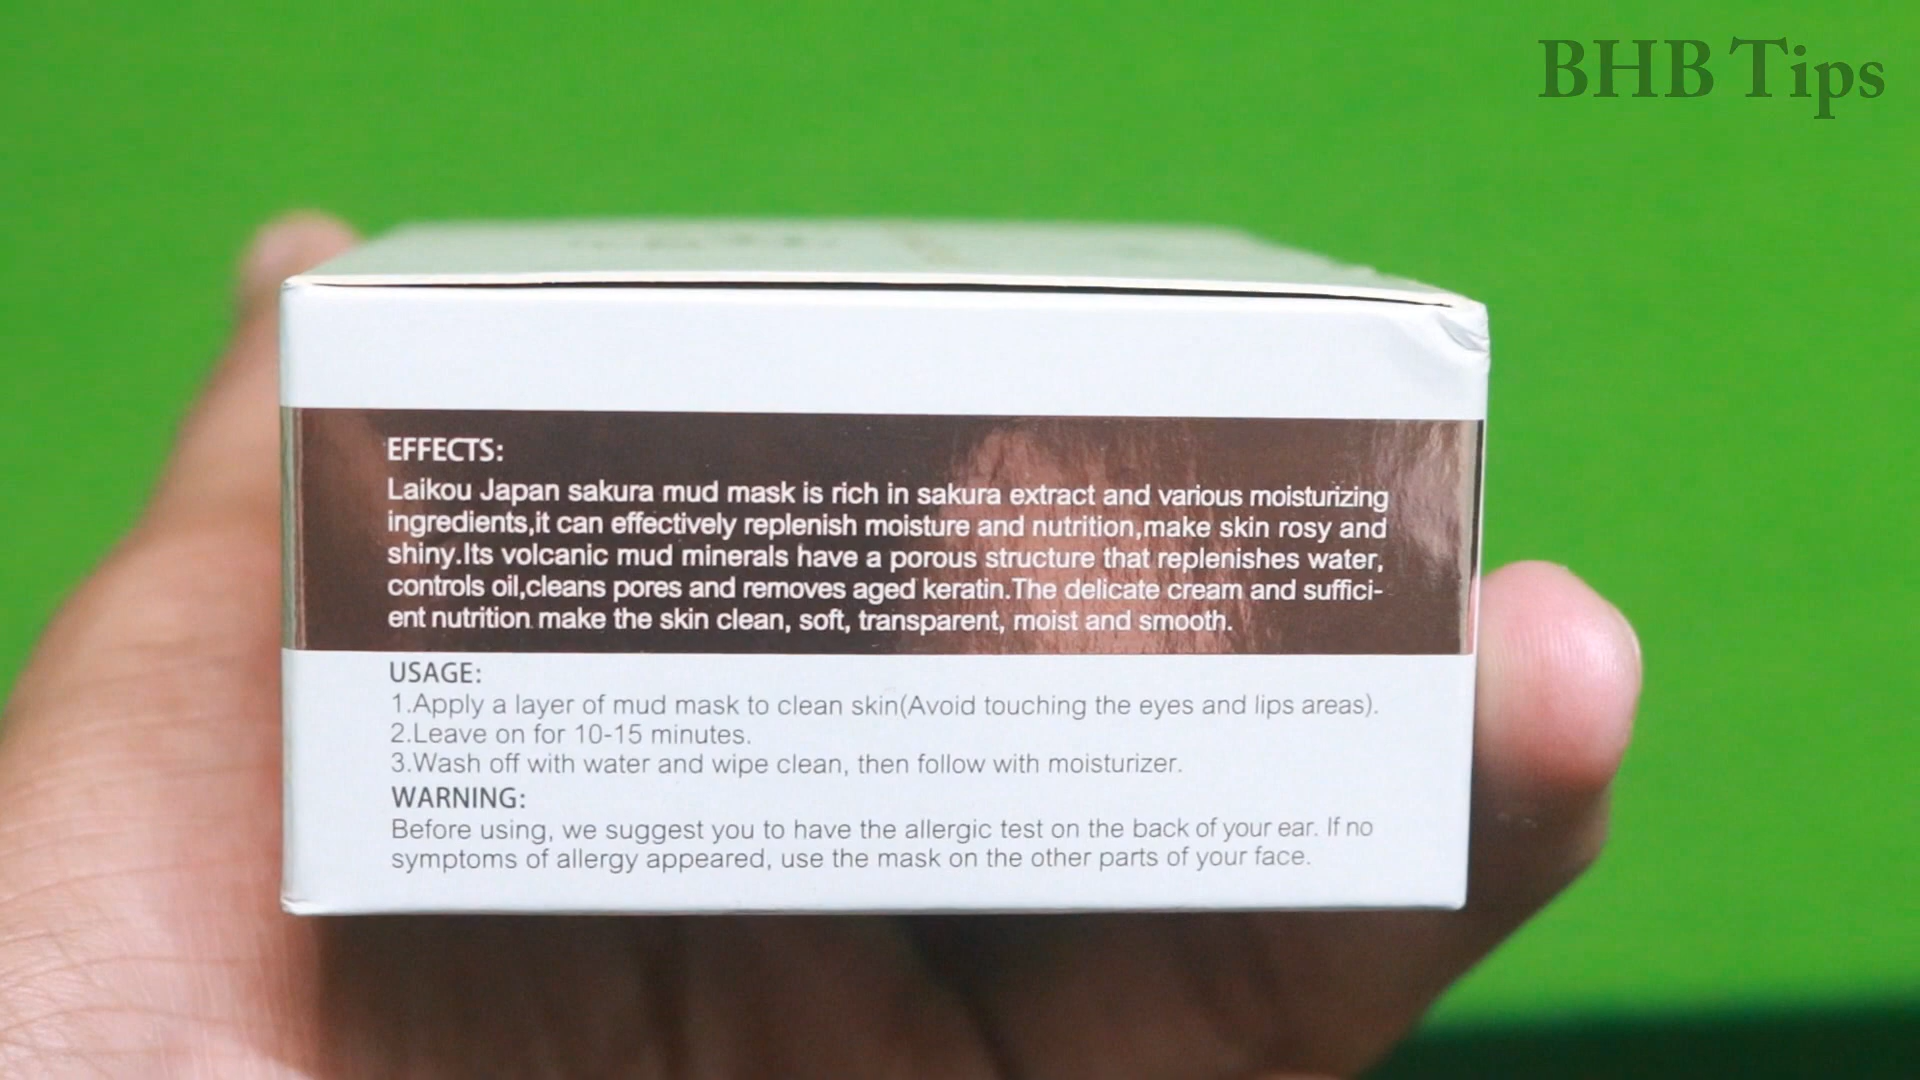 BHB Tips
EFFECTS:
Laikou Japan sakura mud mask is rich in sakura extract and various moisturizing
ingredients,it can effectively replenish moisture and nutrition,make skin rosy and
shiny.Its volcanic mud minerals have a porous structure that replenishes water,
controls oil,cleans pores and removes aged keratin.The delicate cream and suffici-
ent nutrition make the skin clean, soft, transparent, moist and smooth.
USAGE:
1.Apply a layer of mud mask to clean skin(Avoid touching the eyes and lips areas).
2.Leave on for 10-15 minutes.
3.Wash off with water and wipe clean, then follow with moisturizer.
WARNING:
Before using, we suggest you to have the allergic test on the back of your ear. If no
symptoms of allergy appeared, use the mask on the other parts of your face.